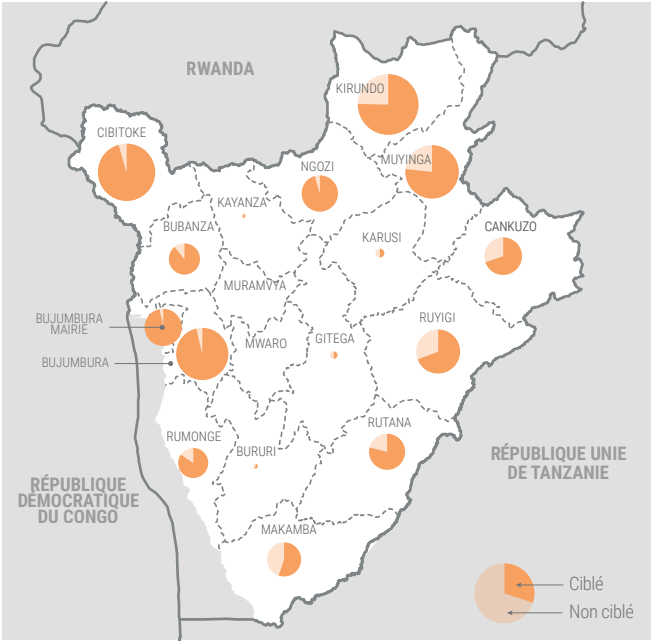 RWANDA
KIRUNDO
CIBITOKE
NGOZI
MUYINGA
KAYANZA
BUBANZA
KARUSI
CANKUZO
MURAMVYA
BUJUMBURA
MAIRIE
RUYIGI
GITEGA
MWARO
BUJUMBURA
RUTANA
RUMONGE
BURURI
RÉPUBLIQUE UNIE
DE TANZANIE
RÉPUBLIQUE
DÉMOCRATIQUE
DU CONGO
MAKAMBA
Ciblé
Non ciblé